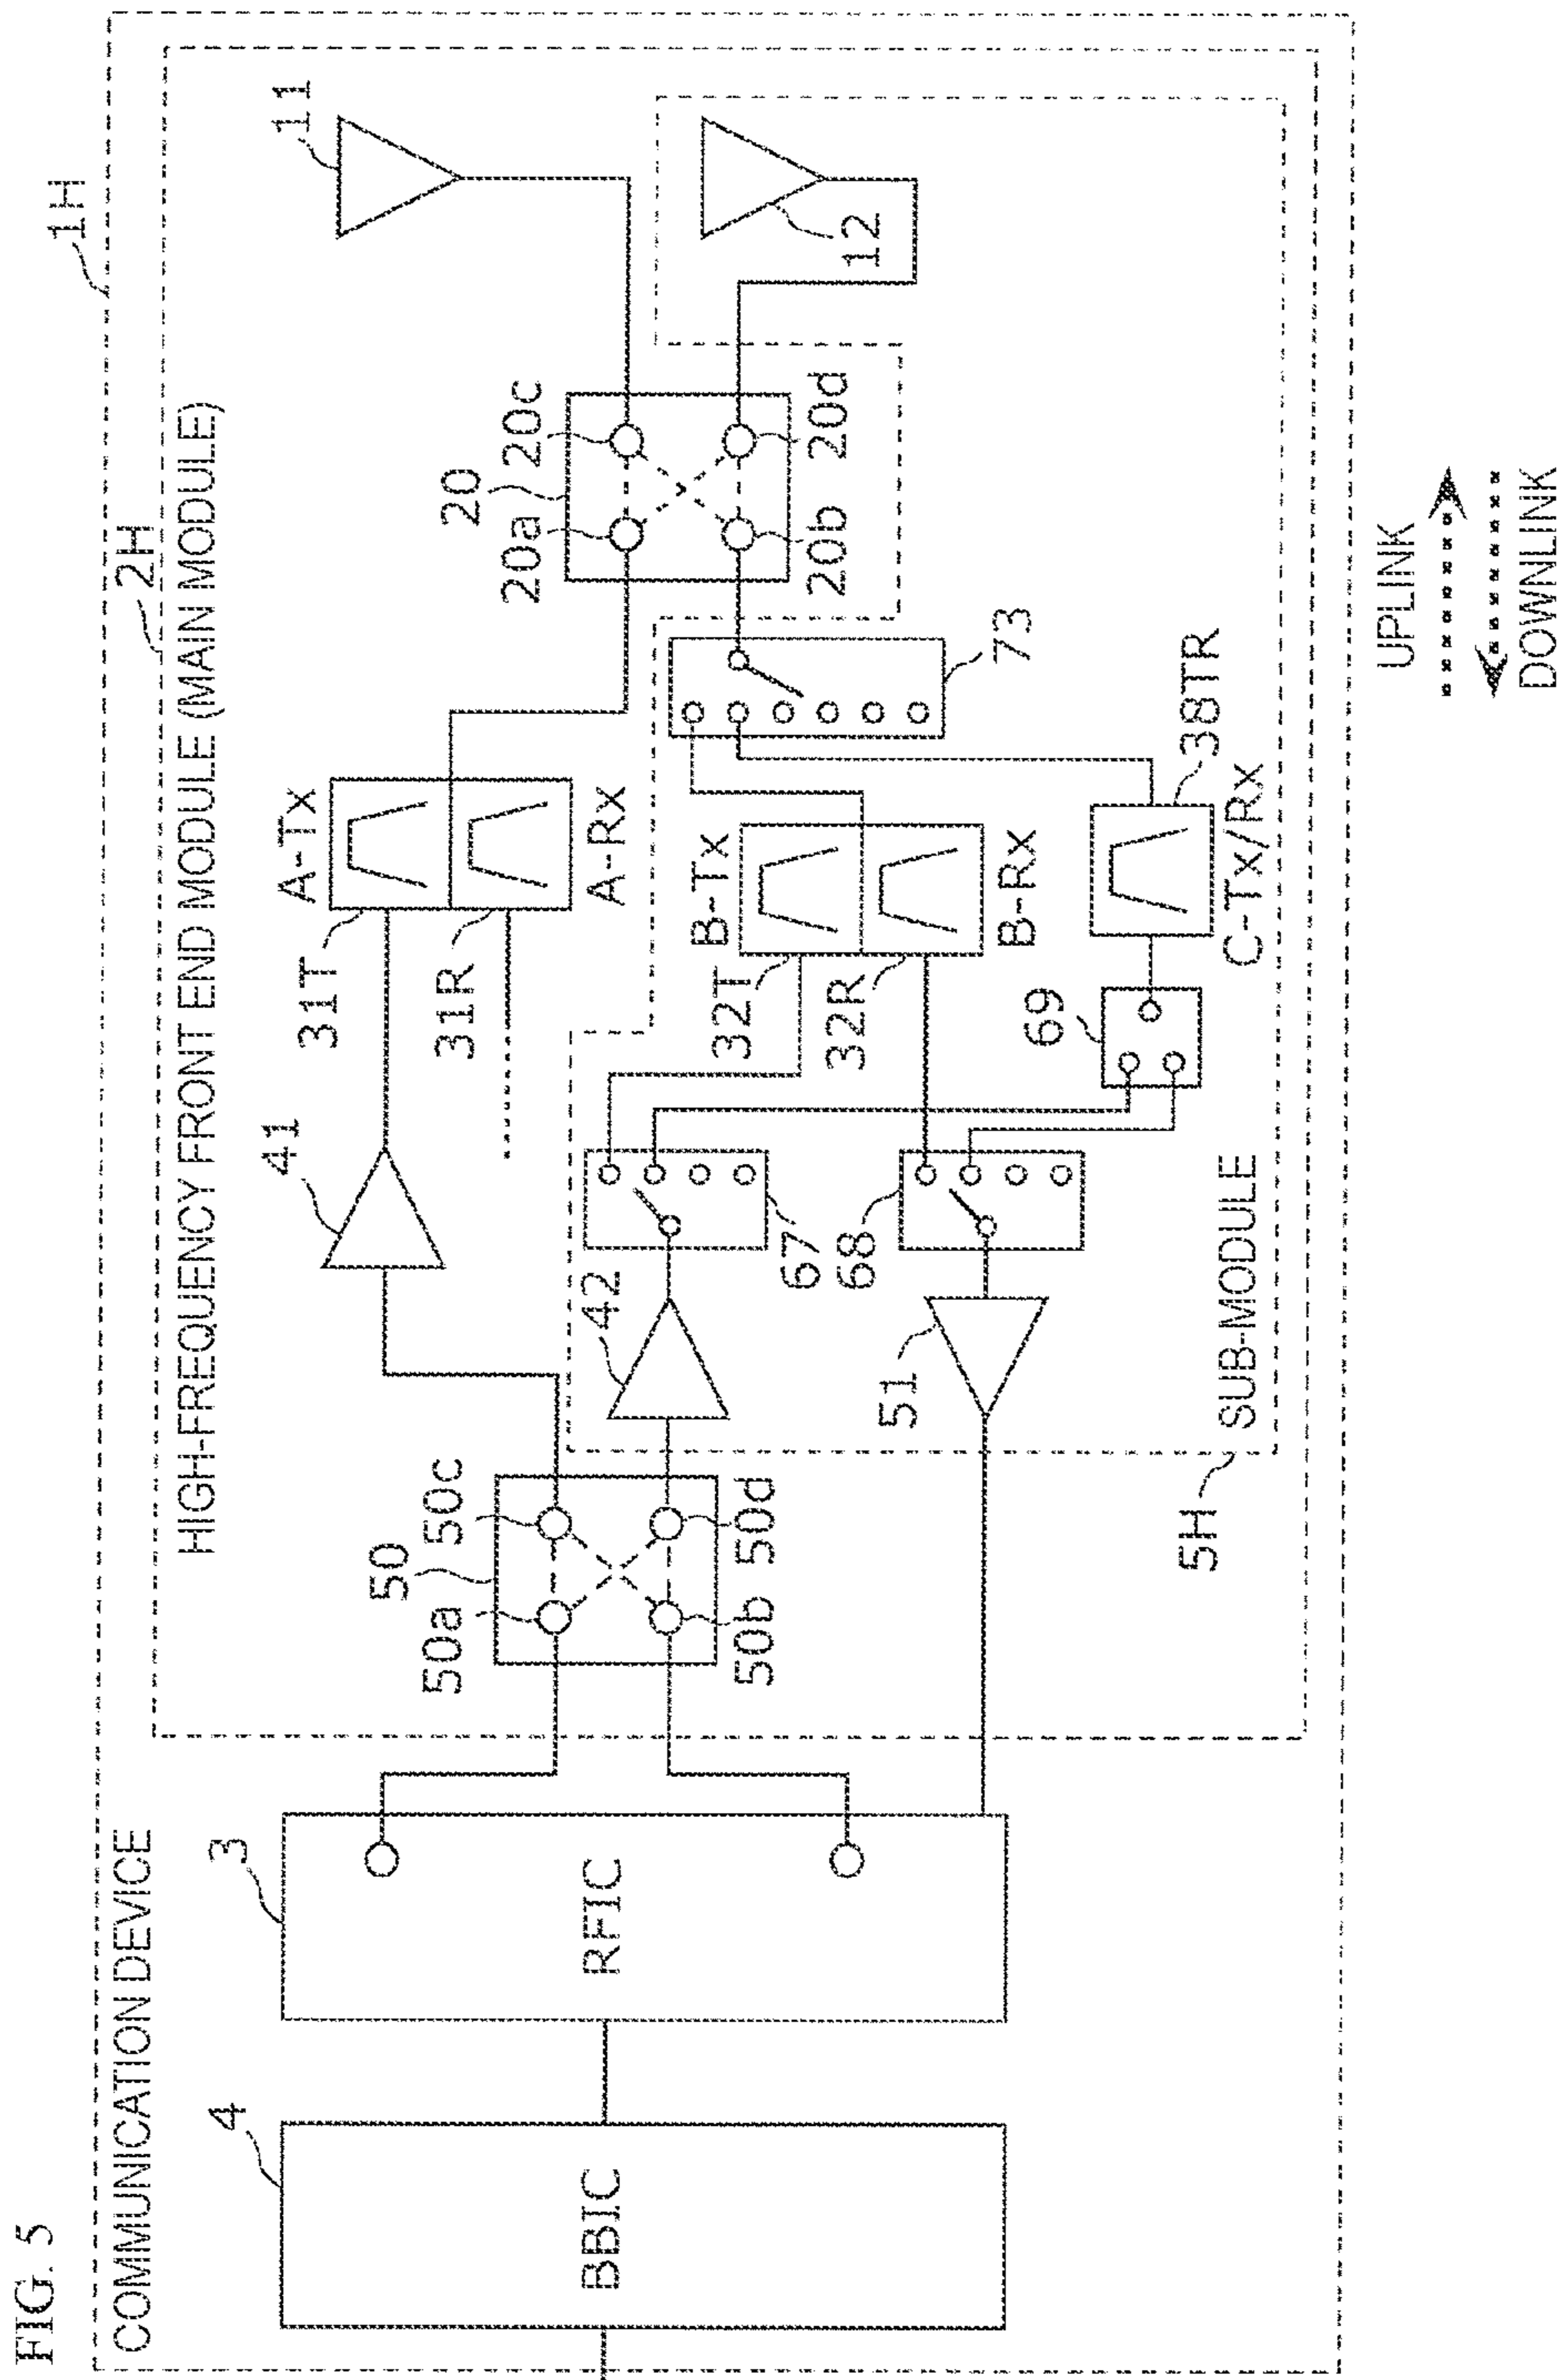 FIG. 5
COMMUNICATION DEVICE
1H
2H
HIGH-FREQUENCY FRONT END MODULE (MAIN MODULE)
4
BBIC
3
RFIC
50
50a
50c
50b
50d
41
31T
A-Tx
31R
A-Rx
20
20a
20c
20b
20d
11
12
42
67
68
51
32T
B-Tx
32R
B-Rx
69
73
38TR
C-Tx/Rx
5H
SUB-MODULE
UPLINK
DOWNLINK